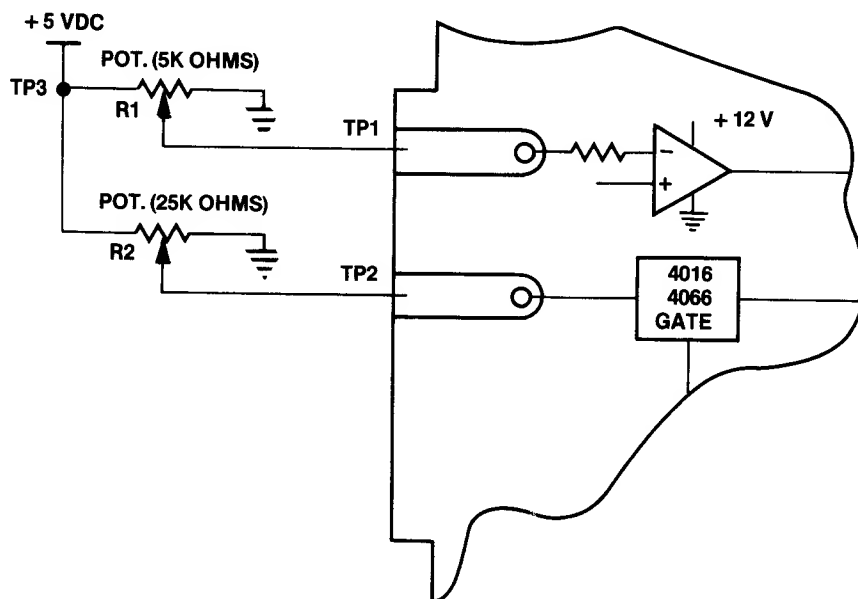 + 5 VDC
POT. (5K OHMS)
TP3
R1
TP1
+ 12 V
−
+
POT. (25K OHMS)
R2
TP2
4016
4066
GATE